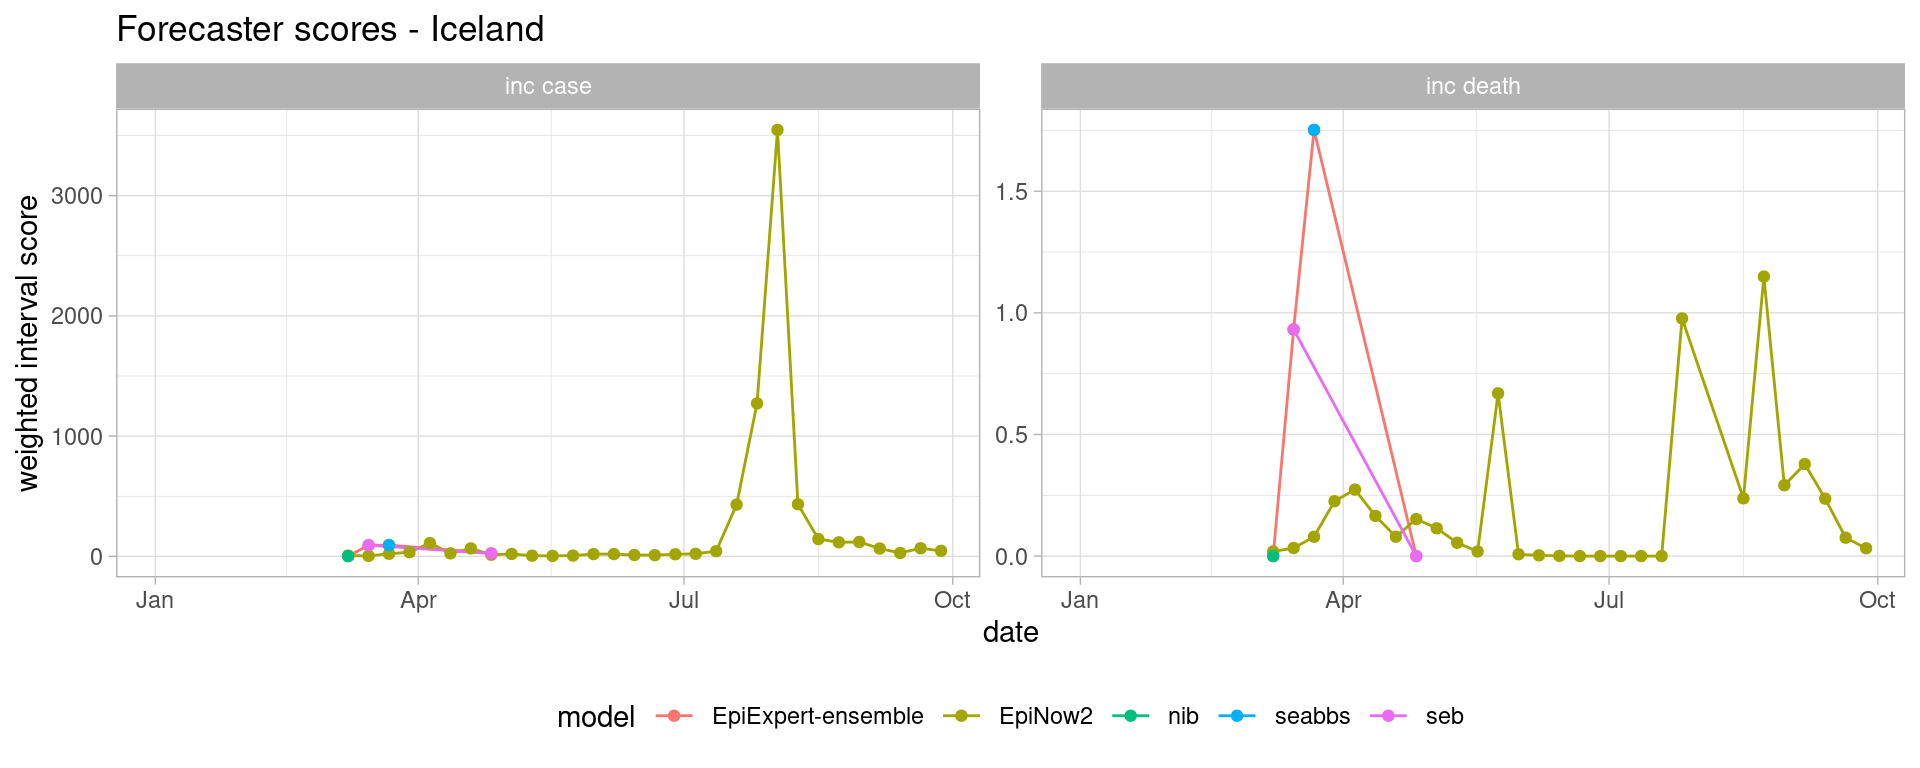 Forecaster scores - Iceland
inc case
inc death
weighted interval score
3000
2000
1000
0
1.5
1.0
0.5
0.0
Jan Apr Jul Oct
Jan Apr Jul Oct
date
model EpiExpert-ensemble EpiNow2 nib seabbs seb